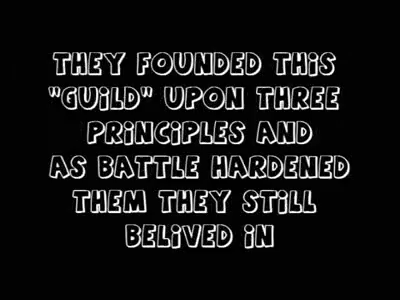 THEY FOUNDED THIS
"GUILD" UPON THREE
PRINCIPLES AND
AS BATTLE HARDENED
THEM THEY STILL
BELIVED IN